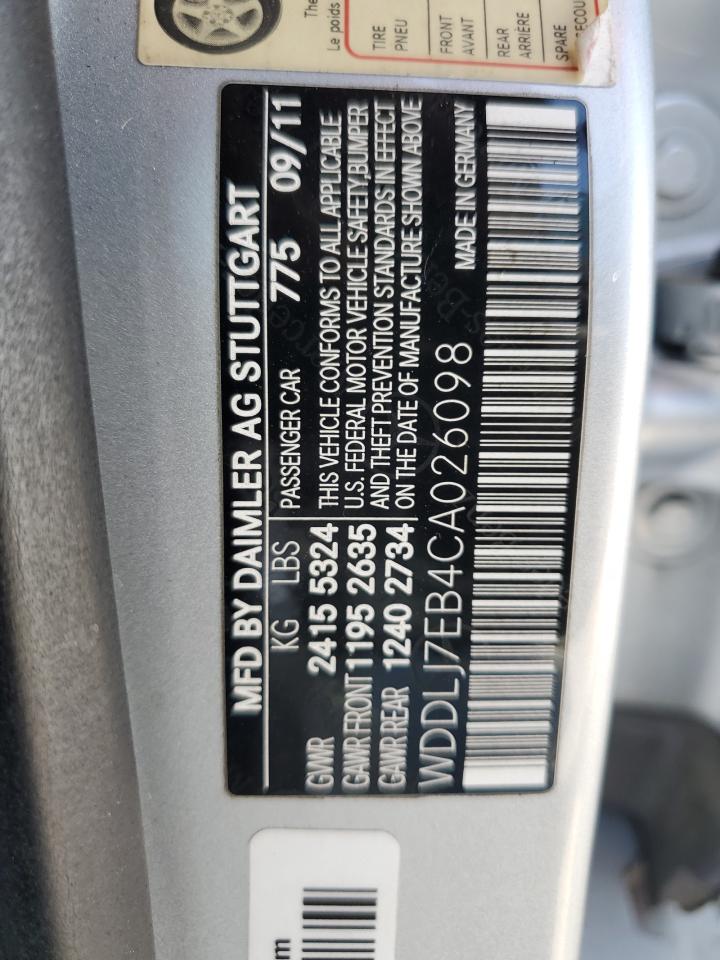 The
Le poids
TIRE
PNEU
FRONT
AVANT
REAR
ARRIÈRE
SPARE
MFD BY DAIMLER AG STUTTGART
KG LBS
PASSENGER CAR 775 09/11
GWR 2415 5324
GAWR FRONT 1195 2635
GAWR REAR 1240 2734
THIS VEHICLE CONFORMS TO ALL APPLICABLE
U.S. FEDERAL MOTOR VEHICLE SAFETY,BUMPER
AND THEFT PREVENTION STANDARDS IN EFFECT
ON THE DATE OF MANUFACTURE SHOWN ABOVE
WDDLJ7EB4CA026098 MADE IN GERMANY